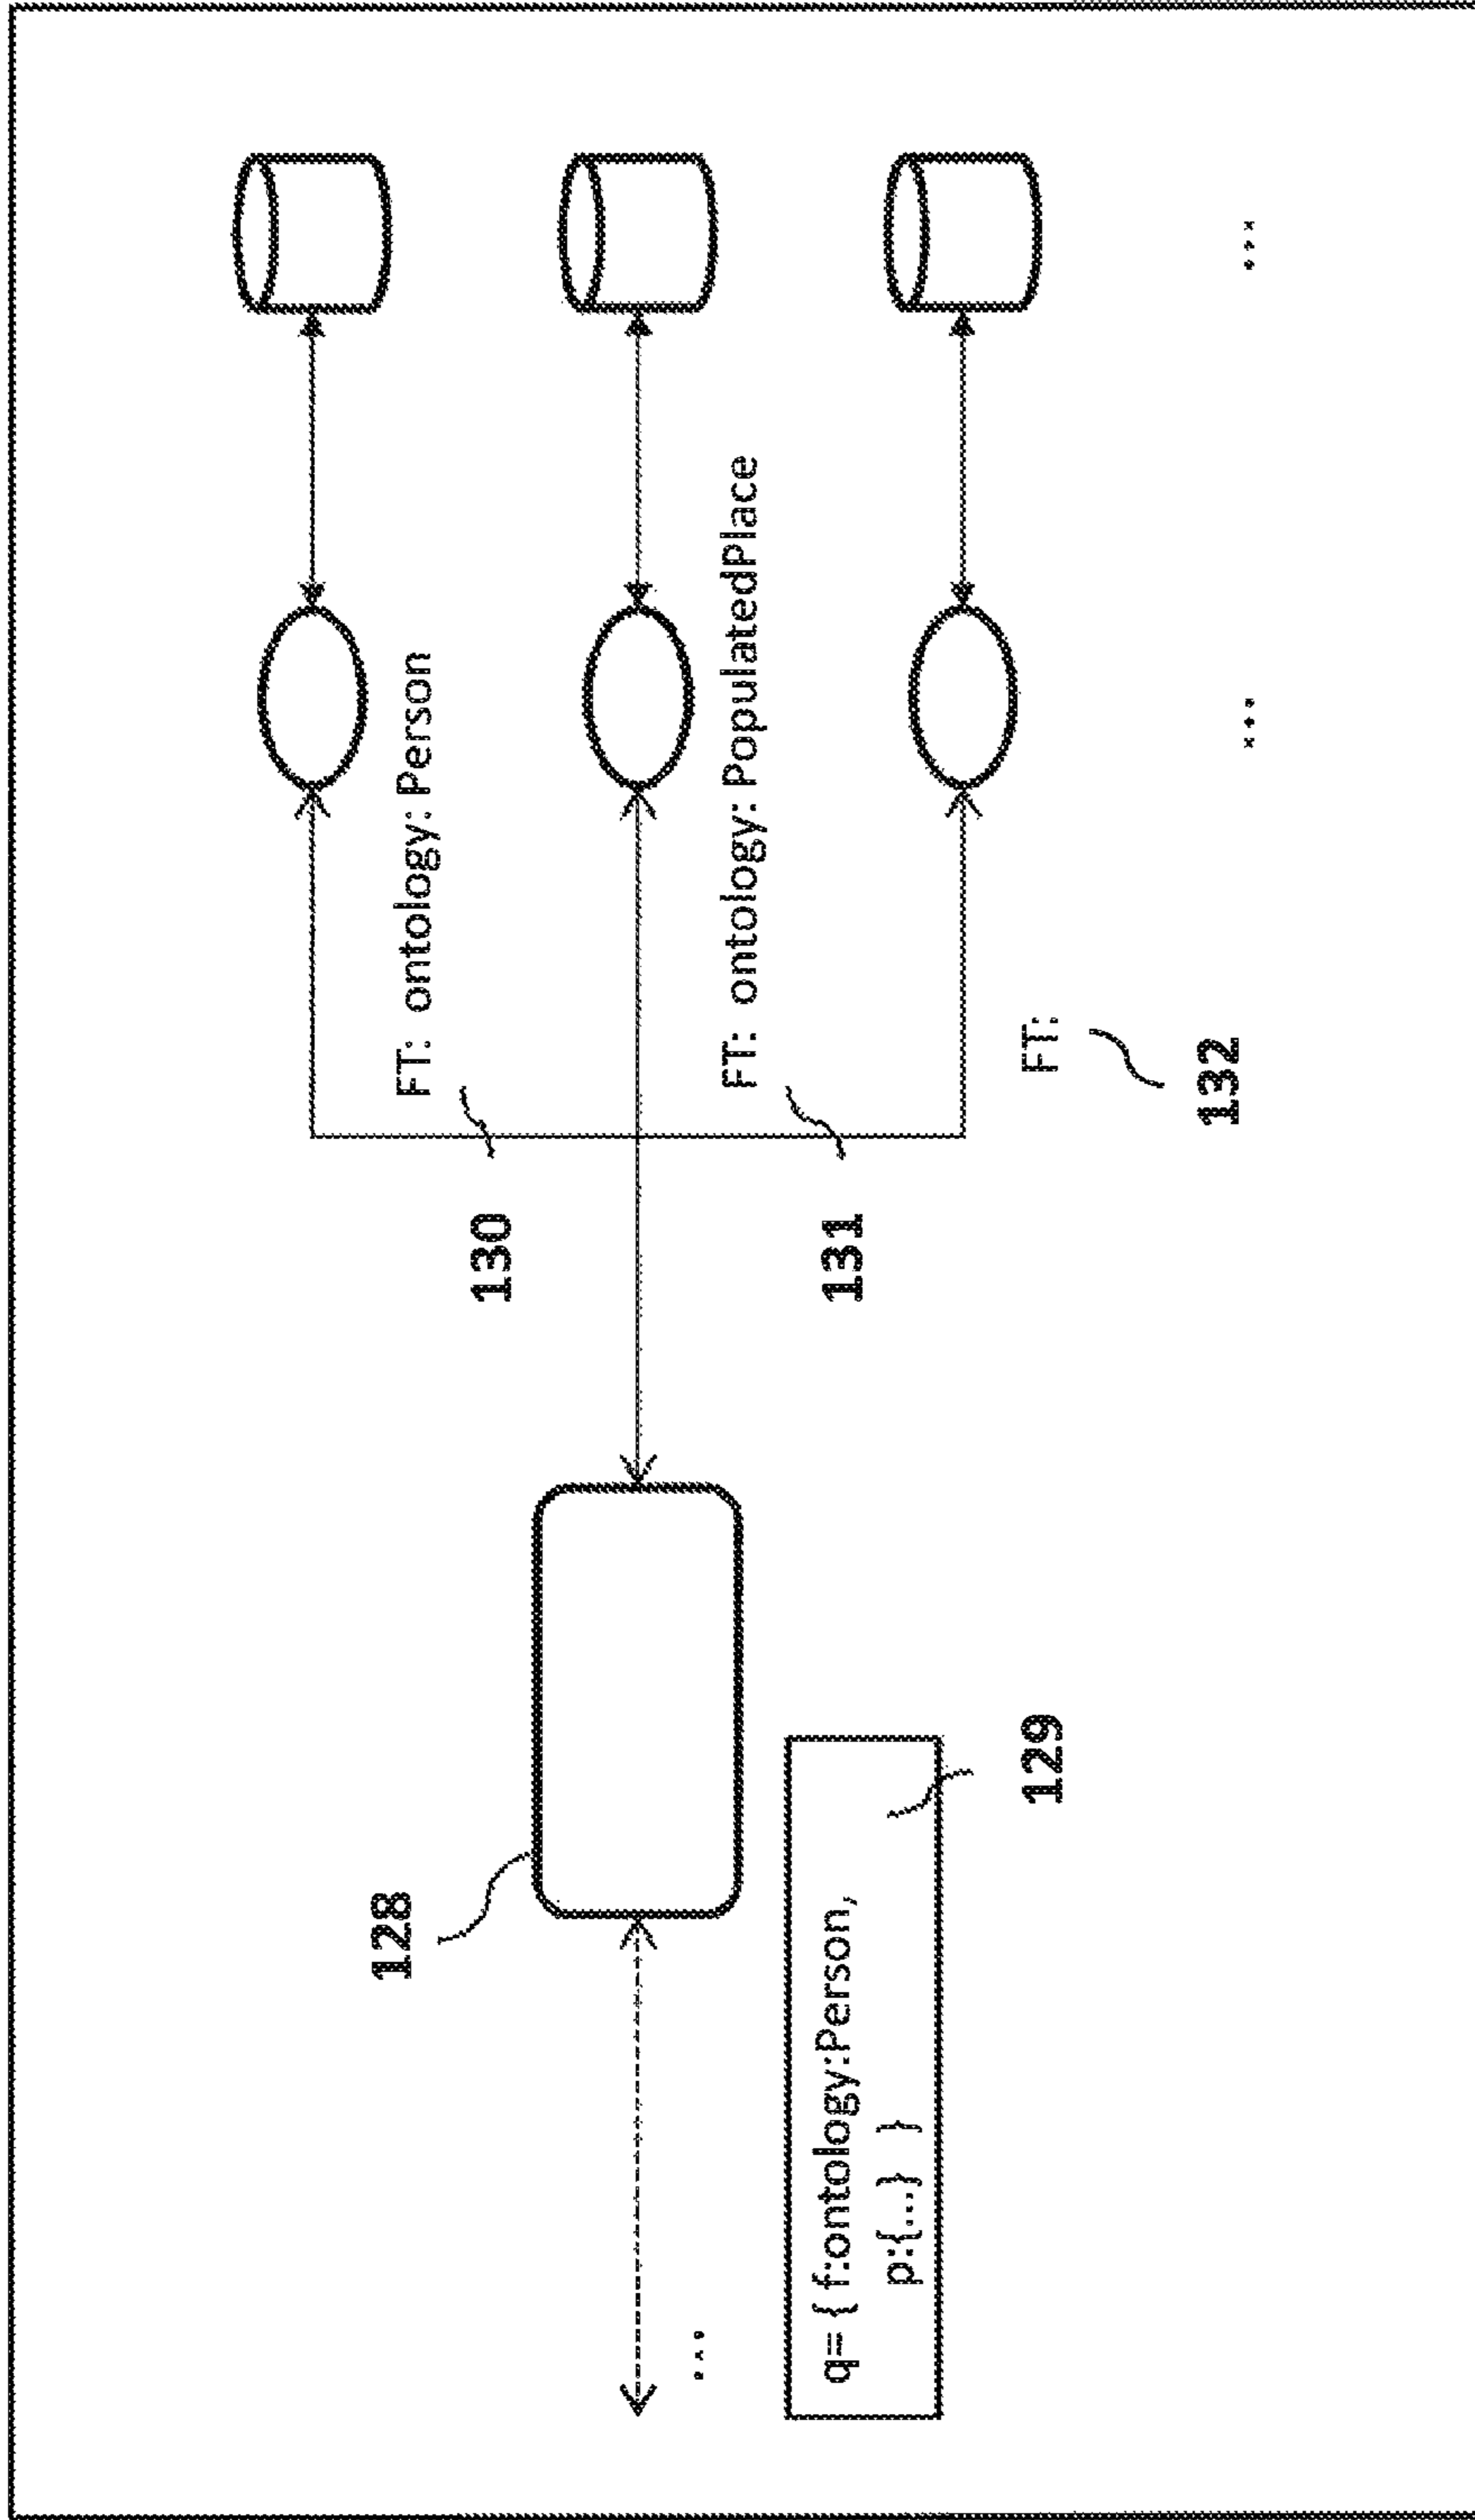 FT: ontology: Person
130
FT: ontology: PopulatedPlace
131
FT:
132
...
...
128
...
q= { f:ontology:Person,
p:{...} }
129